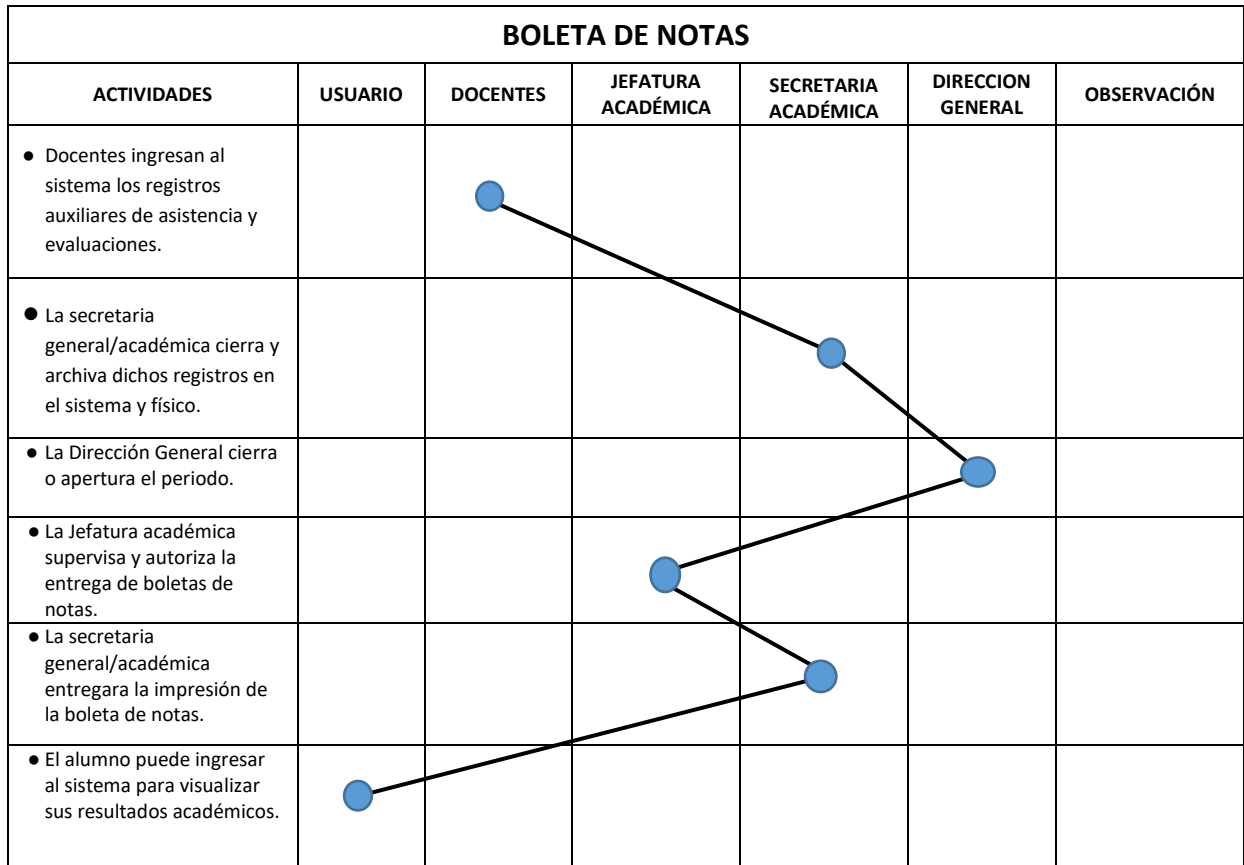 BOLETA DE NOTAS
ACTIVIDADES
USUARIO
DOCENTES
JEFATURA
ACADÉMICA
SECRETARIA
ACADÉMICA
DIRECCION
GENERAL
OBSERVACIÓN
● Docentes ingresan al
sistema los registros
auxiliares de asistencia y
evaluaciones.
● La secretaria
general/académica cierra y
archiva dichos registros en
el sistema y físico.
● La Dirección General cierra
o apertura el periodo.
● La Jefatura académica
supervisa y autoriza la
entrega de boletas de
notas.
● La secretaria
general/académica
entregara la impresión de
la boleta de notas.
● El alumno puede ingresar
al sistema para visualizar
sus resultados académicos.